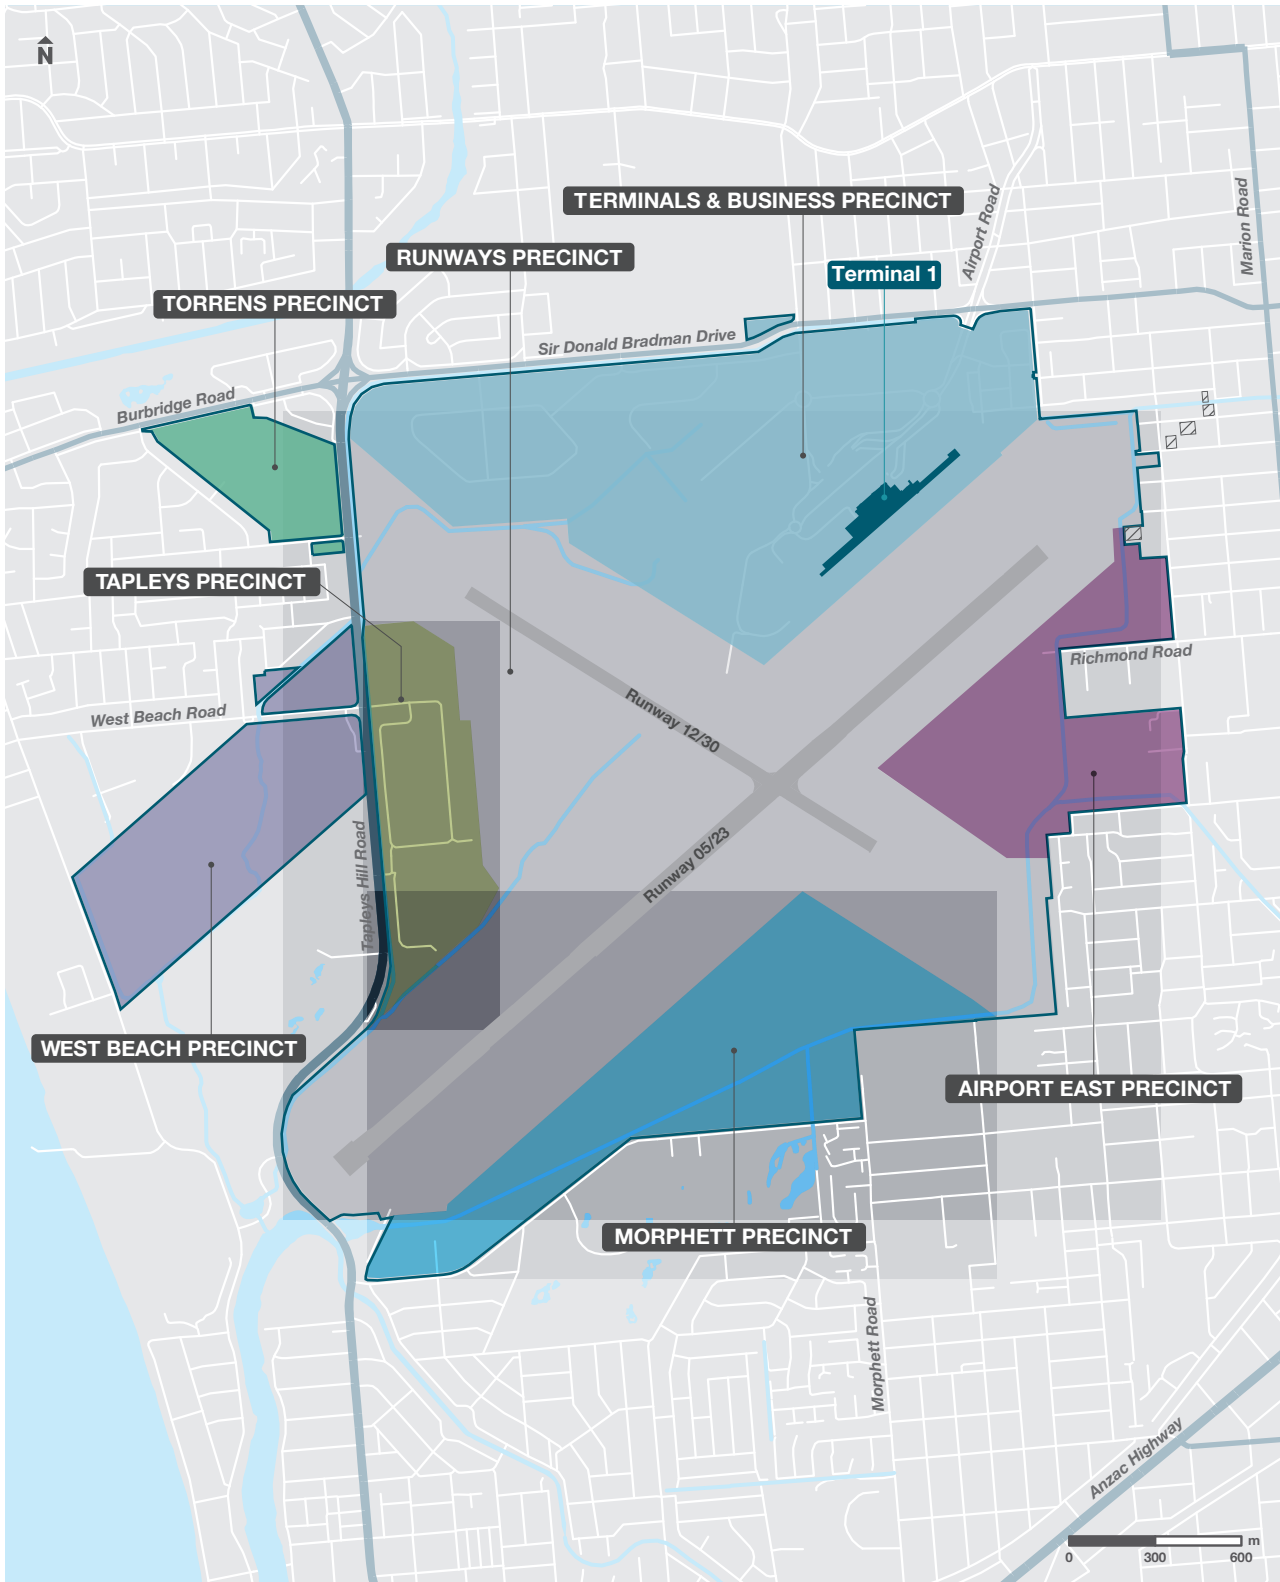 N
TERMINALS & BUSINESS PRECINCT
Airport Road
Marion Road
RUNWAYS PRECINCT
Terminal 1
TORRENS PRECINCT
Sir Donald Bradman Drive
Burbridge Road
TAPLEYS PRECINCT
Richmond Road
West Beach Road
Runway 12/30
Runway 05/23
Tapleys Hill Road
WEST BEACH PRECINCT
AIRPORT EAST PRECINCT
MORPHETT PRECINCT
Morphett Road
Anzac Highway
m
0 300 600